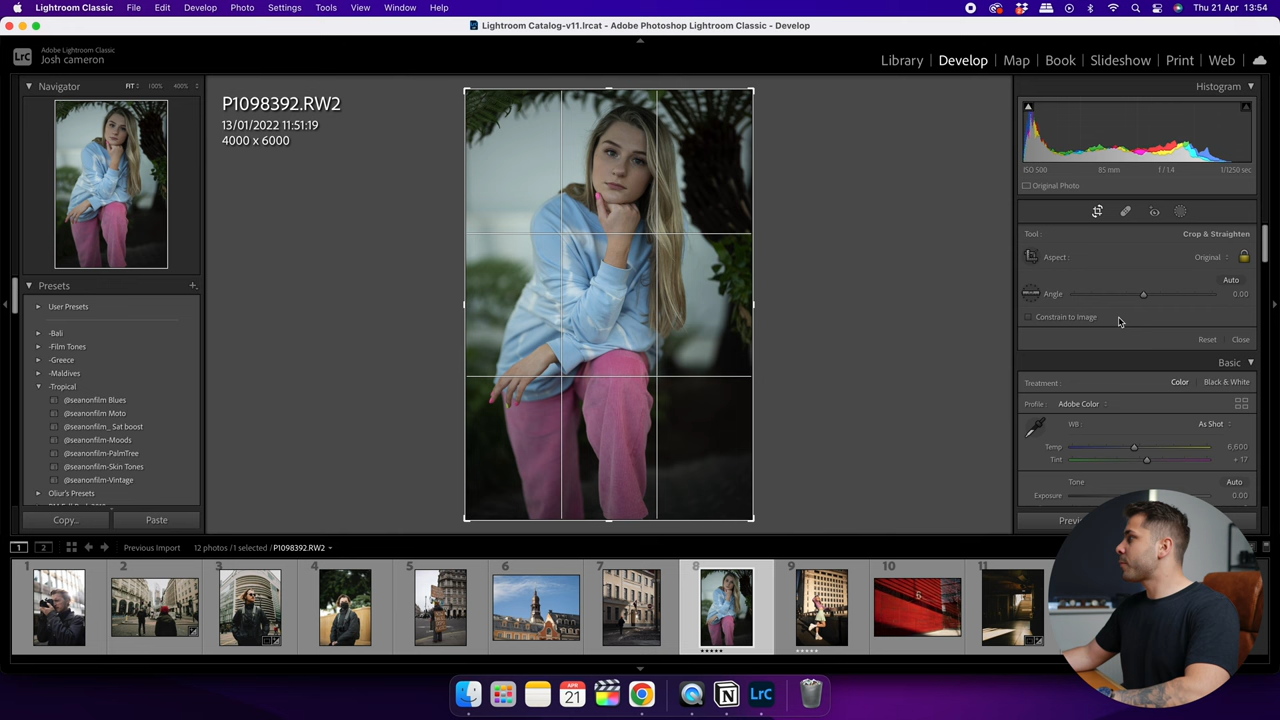 Lightroom Classic File Edit Develop Photo Settings Tools View Window Help Thu 21 Apr 13:54
Lightroom Catalog-v11.lrcat - Adobe Photoshop Lightroom Classic - Develop
LrC Adobe Lightroom Classic
Josh cameron
Library | Develop | Map | Book | Slideshow | Print | Web
Navigator FIT 100% 400%
Histogram
P1098392.RW2
13/01/2022 11:51:19
4000 x 6000
ISO 500 85 mm f / 1.4 1/1250 sec
Original Photo
Tool : Crop & Straighten
Aspect : Original
Auto
Angle 0.00
Constrain to Image
Reset Close
Presets +
User Presets
-Bali
-Film Tones
-Greece
-Maldives
-Tropical
@seanonfilm Blues
@seanonfilm Moto
@seanonfilm_ Sat boost
@seanonfilm-Moods
@seanonfilm-PalmTree
@seanonfilm-Skin Tones
@seanonfilm-Vintage
Oliur's Presets
Basic
Treatment : Color Black & White
Profile : Adobe Color
WB : As Shot
Temp 6,600
Tint + 17
Tone Auto
Exposure 0.00
Copy... Paste
1 2 Previous Import 12 photos / 1 selected / P1098392.RW2
1 2 3 4 5 6 7 8 9 10 11
APR
21
LrC